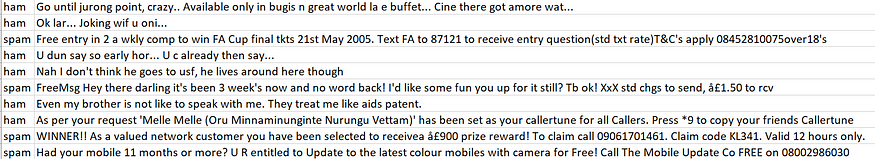 ham Go until jurong point, crazy.. Available only in bugis n great world la e buffet... Cine there got amore wat...
ham Ok lar... Joking wif u oni...
spam Free entry in 2 a wkly comp to win FA Cup final tkts 21st May 2005. Text FA to 87121 to receive entry question(std txt rate)T&C's apply 08452810075over18's
ham U dun say so early hor... U c already then say...
ham Nah I don't think he goes to usf, he lives around here though
spam FreeMsg Hey there darling it's been 3 week's now and no word back! I'd like some fun you up for it still? Tb ok! XxX std chgs to send, å£1.50 to rcv
ham Even my brother is not like to speak with me. They treat me like aids patent.
ham As per your request 'Melle Melle (Oru Minnaminunginte Nurungu Vettam)' has been set as your callertune for all Callers. Press *9 to copy your friends Callertune
spam WINNER!! As a valued network customer you have been selected to receivea å£900 prize reward! To claim call 09061701461. Claim code KL341. Valid 12 hours only.
spam Had your mobile 11 months or more? U R entitled to Update to the latest colour mobiles with camera for Free! Call The Mobile Update Co FREE on 08002986030